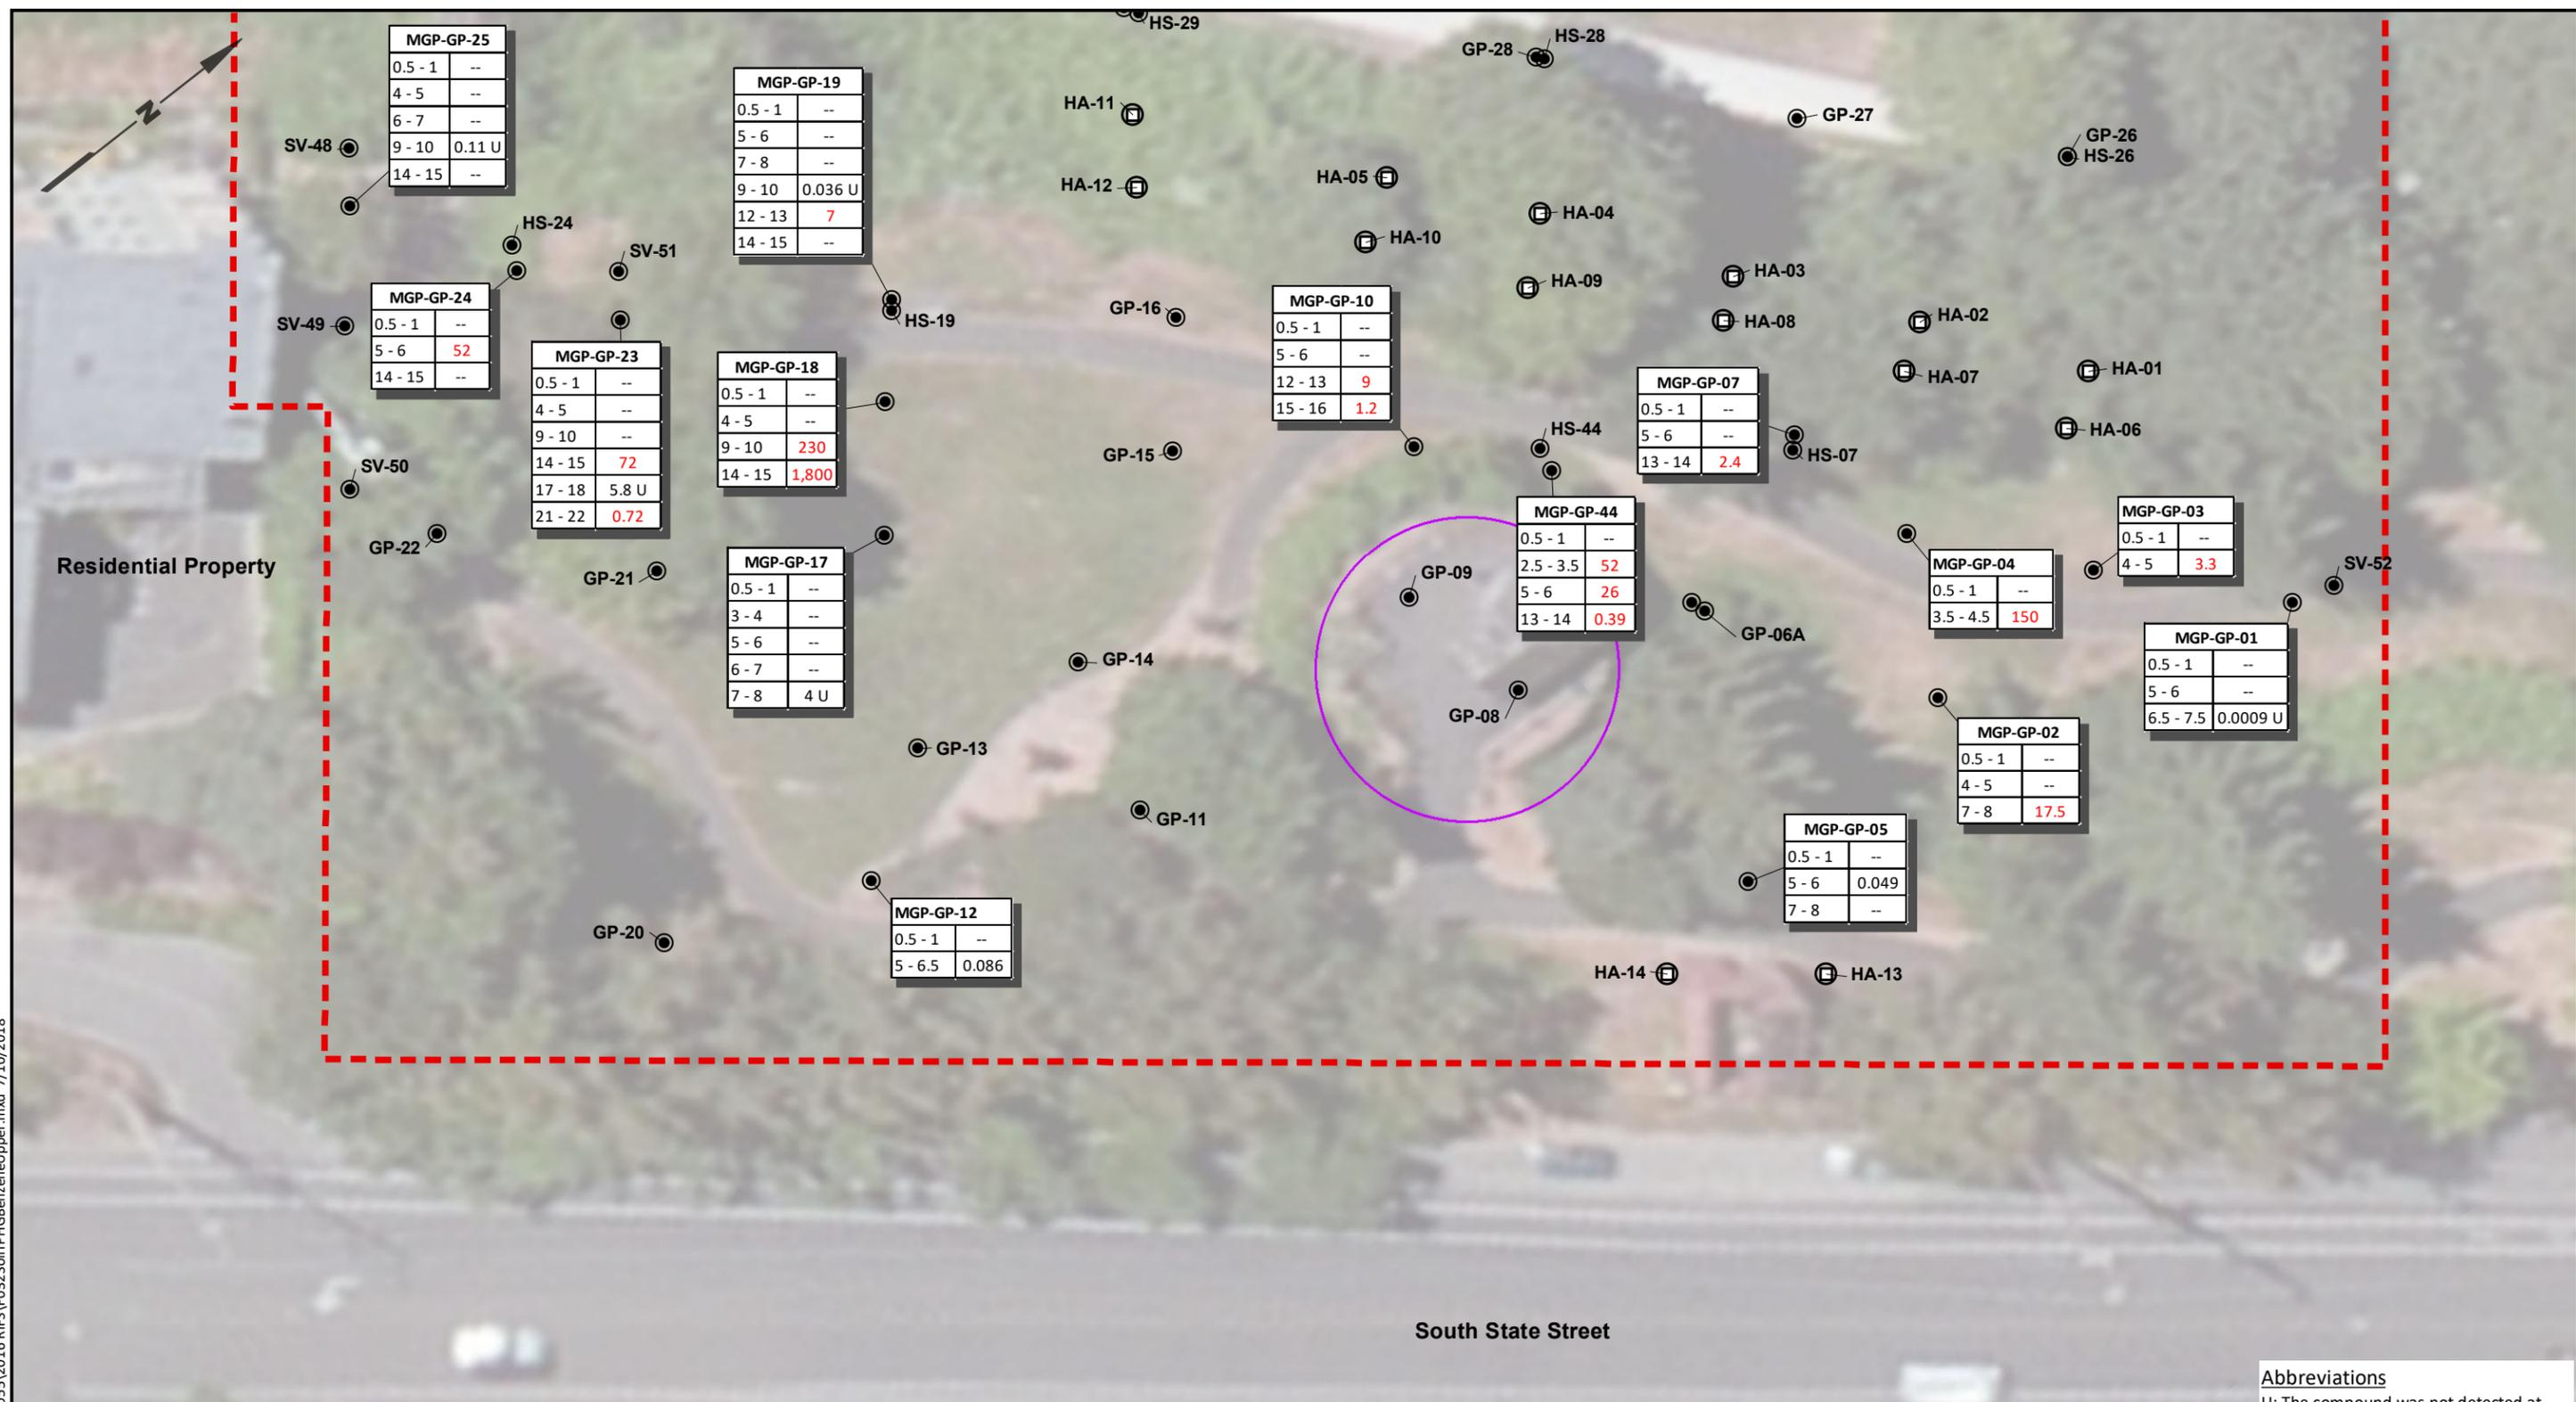 HS-29
MGP-GP-25
0.5 - 1 --
4 - 5 --
6 - 7 --
9 - 10 0.11 U
14 - 15 --
N
HS-28
GP-28
MGP-GP-19
0.5 - 1 --
5 - 6 --
7 - 8 --
9 - 10 0.036 U
12 - 13 7
14 - 15 --
HA-11
GP-27
SV-48
GP-26
HS-26
HA-12
HA-05
HA-04
HS-24
SV-51
HA-10
HA-03
HA-09
MGP-GP-24
0.5 - 1 --
5 - 6 52
14 - 15 --
MGP-GP-10
0.5 - 1 --
5 - 6 --
12 - 13 9
15 - 16 1.2
GP-16
HS-19
SV-49
HA-08
HA-02
MGP-GP-23
0.5 - 1 --
4 - 5 --
9 - 10 --
14 - 15 72
17 - 18 5.8 U
21 - 22 0.72
MGP-GP-18
0.5 - 1 --
4 - 5 --
9 - 10 230
14 - 15 1,800
MGP-GP-07
0.5 - 1 --
5 - 6 --
13 - 14 2.4
HA-07
HA-01
HS-44
HA-06
GP-15
HS-07
SV-50
MGP-GP-44
0.5 - 1 --
2.5 - 3.5 52
5 - 6 26
13 - 14 0.39
MGP-GP-03
0.5 - 1 --
4 - 5 3.3
GP-22
Residential Property
GP-21
MGP-GP-17
0.5 - 1 --
3 - 4 --
5 - 6 --
6 - 7 --
7 - 8 4 U
GP-09
MGP-GP-04
0.5 - 1 --
3.5 - 4.5 150
SV-52
GP-06A
MGP-GP-01
0.5 - 1 --
5 - 6 --
6.5 - 7.5 0.0009 U
GP-14
GP-08
MGP-GP-02
0.5 - 1 --
4 - 5 --
7 - 8 17.5
GP-13
GP-11
MGP-GP-05
0.5 - 1 --
5 - 6 0.049
7 - 8 --
MGP-GP-12
0.5 - 1 --
5 - 6.5 0.086
GP-20
HA-14
HA-13
South State Street
Abbreviations
U: The compound was not detected at